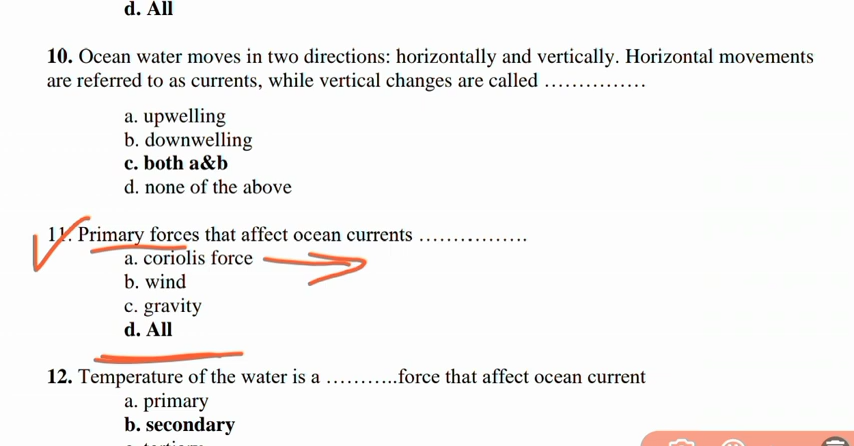 d. All
10. Ocean water moves in two directions: horizontally and vertically. Horizontal movements
are referred to as currents, while vertical changes are called ……………
a. upwelling
b. downwelling
c. both a&b
d. none of the above
11. Primary forces that affect ocean currents …………….
a. coriolis force
b. wind
c. gravity
d. All
12. Temperature of the water is a ………..force that affect ocean current
a. primary
b. secondary